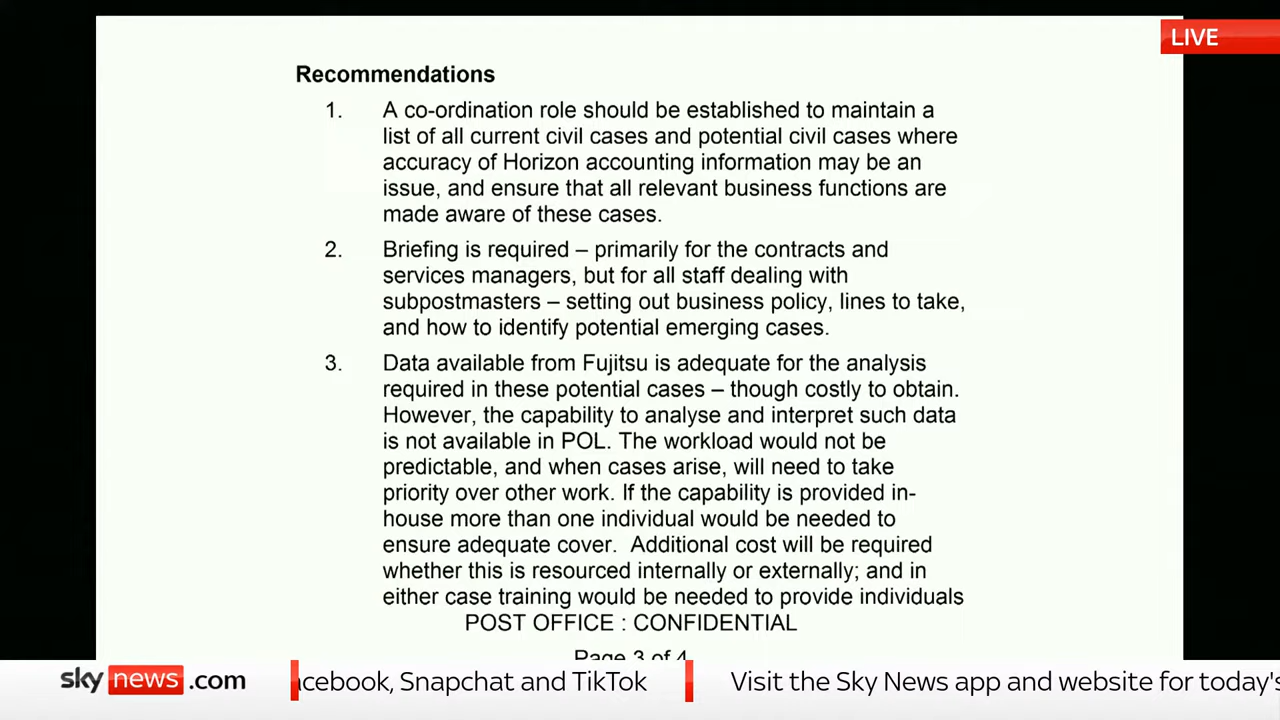 LIVE
Recommendations
1. A co-ordination role should be established to maintain a
list of all current civil cases and potential civil cases where
accuracy of Horizon accounting information may be an
issue, and ensure that all relevant business functions are
made aware of these cases.
2. Briefing is required – primarily for the contracts and
services managers, but for all staff dealing with
subpostmasters – setting out business policy, lines to take,
and how to identify potential emerging cases.
3. Data available from Fujitsu is adequate for the analysis
required in these potential cases – though costly to obtain.
However, the capability to analyse and interpret such data
is not available in POL. The workload would not be
predictable, and when cases arise, will need to take
priority over other work. If the capability is provided in-
house more than one individual would be needed to
ensure adequate cover. Additional cost will be required
whether this is resourced internally or externally; and in
either case training would be needed to provide individuals
POST OFFICE : CONFIDENTIAL
Page 3 of 4
sky news .com cebook, Snapchat and TikTok Visit the Sky News app and website for today's